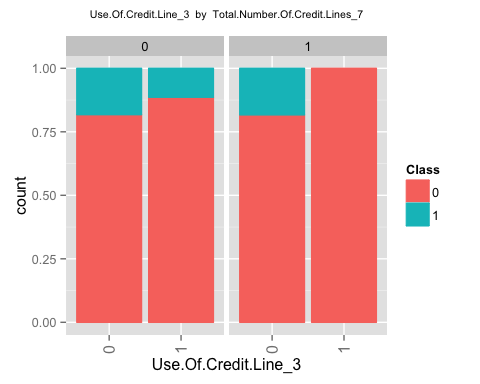 Use.Of.Credit.Line_3 by Total.Number.Of.Credit.Lines_7
0 1
1.00
0.75
0.50
0.25
0.00
count
0 1 0 1
Use.Of.Credit.Line_3
Class
0
1